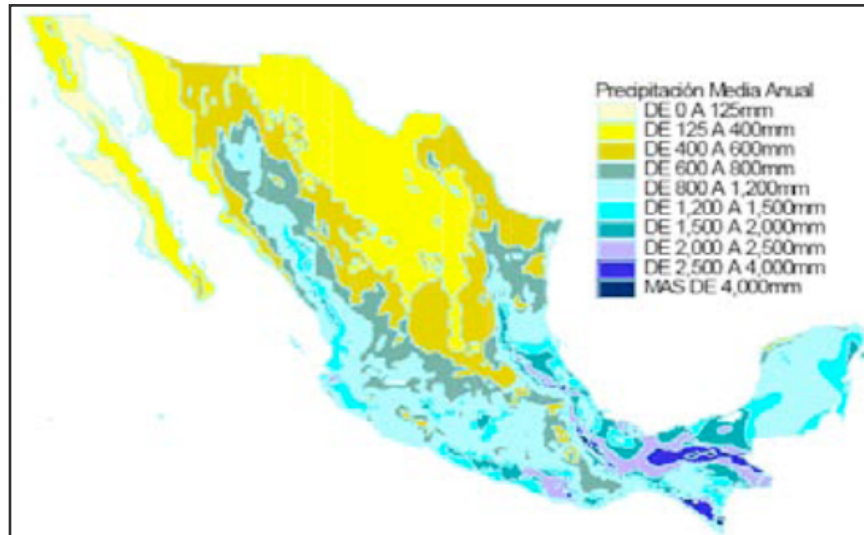 Precipitación Media Anual
DE 0 A 125mm
DE 125 A 400mm
DE 400 A 600mm
DE 600 A 800mm
DE 800 A 1,200mm
DE 1,200 A 1,500mm
DE 1,500 A 2,000mm
DE 2,000 A 2,500mm
DE 2,500 A 4,000mm
MAS DE 4,000mm